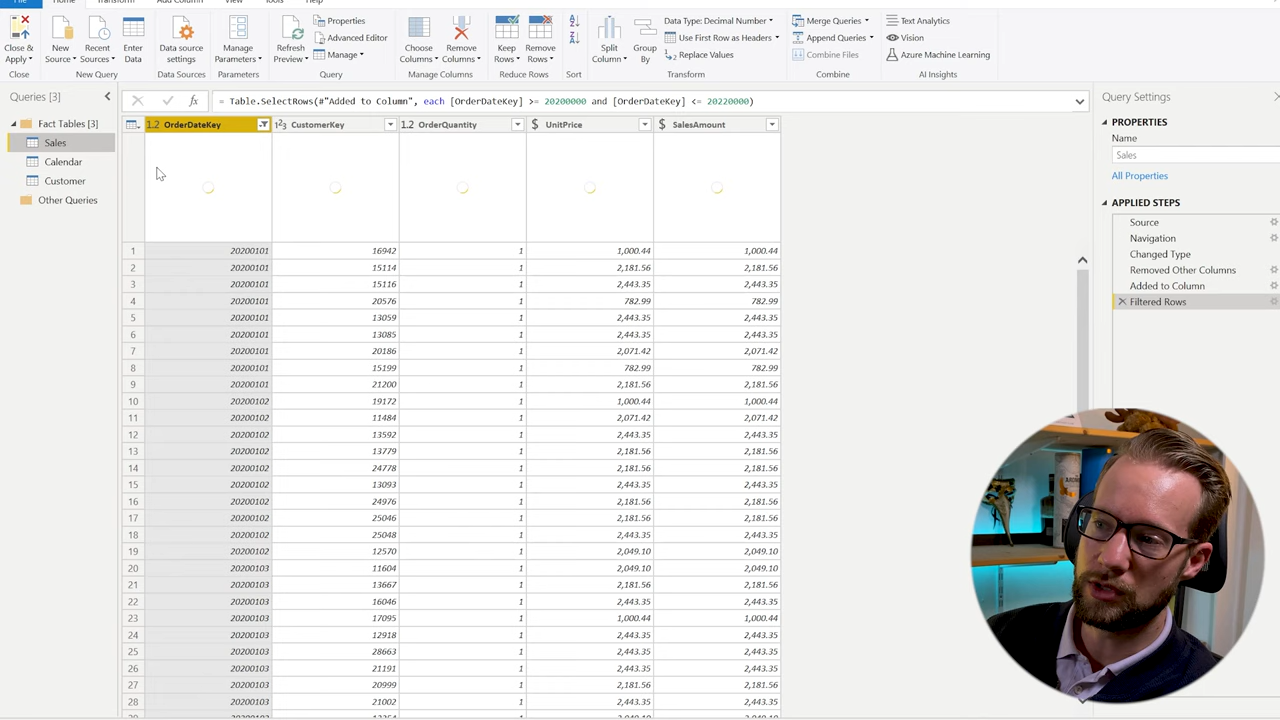 File Home Transform Add Column View Tools Help
Close & Apply
New Source
Recent Sources
Enter Data
Data source settings
Manage Parameters
Refresh Preview
Properties
Advanced Editor
Manage
Choose Columns
Remove Columns
Keep Rows
Remove Rows
Split Column
Group By
Data Type: Decimal Number
Use First Row as Headers
Replace Values
Merge Queries
Append Queries
Combine Files
Text Analytics
Vision
Azure Machine Learning
Close New Query Data Sources Parameters Query Manage Columns Reduce Rows Sort Transform Combine AI Insights
Queries [3]
Fact Tables [3]
Sales
Calendar
Customer
Other Queries
fx = Table.SelectRows(#"Added to Column", each [OrderDateKey] >= 20200000 and [OrderDateKey] <= 20220000)
1.2 OrderDateKey 123 CustomerKey 1.2 OrderQuantity $ UnitPrice $ SalesAmount
1 20200101 16942 1 1,000.44 1,000.44
2 20200101 15114 1 2,181.56 2,181.56
3 20200101 15116 1 2,443.35 2,443.35
4 20200101 20576 1 782.99 782.99
5 20200101 13059 1 2,443.35 2,443.35
6 20200101 13085 1 2,443.35 2,443.35
7 20200101 20186 1 2,071.42 2,071.42
8 20200101 15199 1 782.99 782.99
9 20200101 21200 1 2,181.56 2,181.56
10 20200102 19172 1 1,000.44 1,000.44
11 20200102 11484 1 2,071.42 2,071.42
12 20200102 13592 1 2,443.35 2,443.35
13 20200102 13779 1 2,181.56 2,181.56
14 20200102 24778 1 2,181.56 2,181.56
15 20200102 13093 1 2,443.35 2,443.35
16 20200102 24976 1 2,181.56 2,181.56
17 20200102 25046 1 2,181.56 2,181.56
18 20200102 25048 1 2,443.35 2,443.35
19 20200102 12570 1 2,049.10 2,049.10
20 20200103 11604 1 2,049.10 2,049.10
21 20200103 13667 1 2,181.56 2,181.56
22 20200103 16046 1 2,443.35 2,443.35
23 20200103 17095 1 1,000.44 1,000.44
24 20200103 12918 1 2,443.35 2,443.35
25 20200103 28663 1 2,443.35 2,443.35
26 20200103 21191 1 2,443.35 2,443.35
27 20200103 20999 1 2,181.56 2,181.56
28 20200103 21002 1 2,443.35 2,443.35
Query Settings
PROPERTIES
Name
Sales
All Properties
APPLIED STEPS
Source
Navigation
Changed Type
Removed Other Columns
Added to Column
Filtered Rows